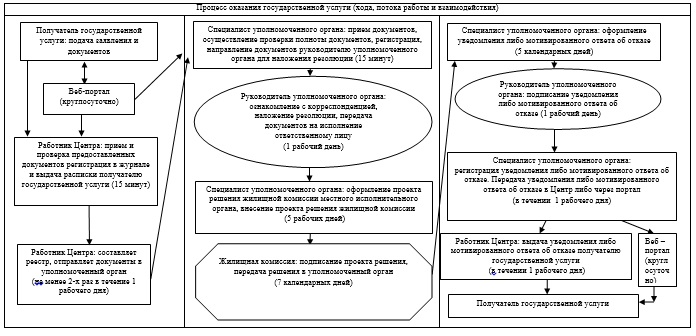 Процесс оказания государственной услуги (хода, потока работы и взаимодействия)
Получатель государственной
услуги: подача заявления и
документов
Веб-портал
(круглосуточно)
Работник Центра: прием и
проверка предоставленных
документов регистрация в журнале
и выдача расписки получателю
государственной услуги (15 минут)
Работник Центра: составляет
реестр, отправляет документы в
уполномоченный орган
(не менее 2-х раз в течение 1
рабочего дня)
Специалист уполномоченного органа: прием документов,
осуществление проверки полноты документов, регистрация,
направление документов руководителю уполномоченного
органа для наложения резолюции (15 минут)
Руководитель уполномоченного органа:
ознакомление с корреспонденцией,
наложение резолюции, передача
документов на исполнение
ответственному лицу
(1 рабочий день)
Специалист уполномоченного органа: оформление проекта
решения жилищной комиссии местного исполнительного
органа, внесение проекта решения жилищной комиссии
(5 рабочих дней)
Жилищная комиссия: подписание проекта решения,
передача решения в уполномоченный орган
(7 календарных дней)
Специалист уполномоченного органа: оформление
уведомления либо мотивированного ответа об отказе
(5 календарных дней)
Руководитель уполномоченного
органа: подписание уведомления
либо мотивированного ответа об
отказе (1 рабочий день)
Специалист уполномоченного органа:
регистрация уведомления либо мотивированного ответа об
отказе. Передача уведомления либо мотивированного
ответа об отказе в Центр либо через портал
(в течении 1 рабочего дня)
Работник Центра: выдача уведомления либо
мотивированного ответа об отказе получателю
государственной услуги
(в течении 1 рабочего дня)
Веб –
портал
(кругл
осуточ
но)
Получатель государственной услуги